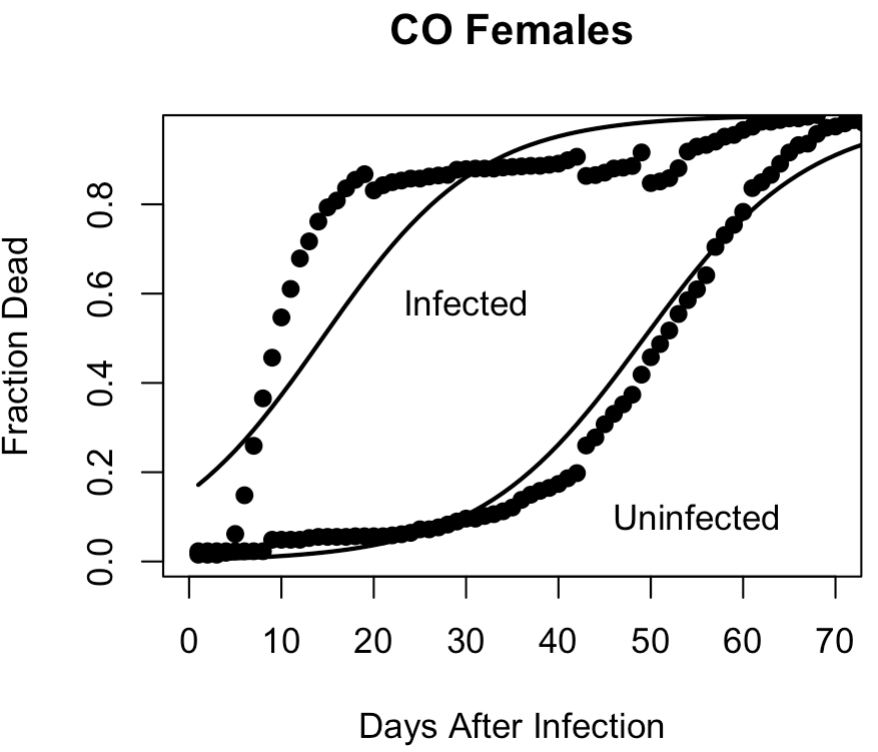 CO Females
Fraction Dead
0.8
0.6
0.4
0.2
0.0
Infected
Uninfected
0 10 20 30 40 50 60 70
Days After Infection